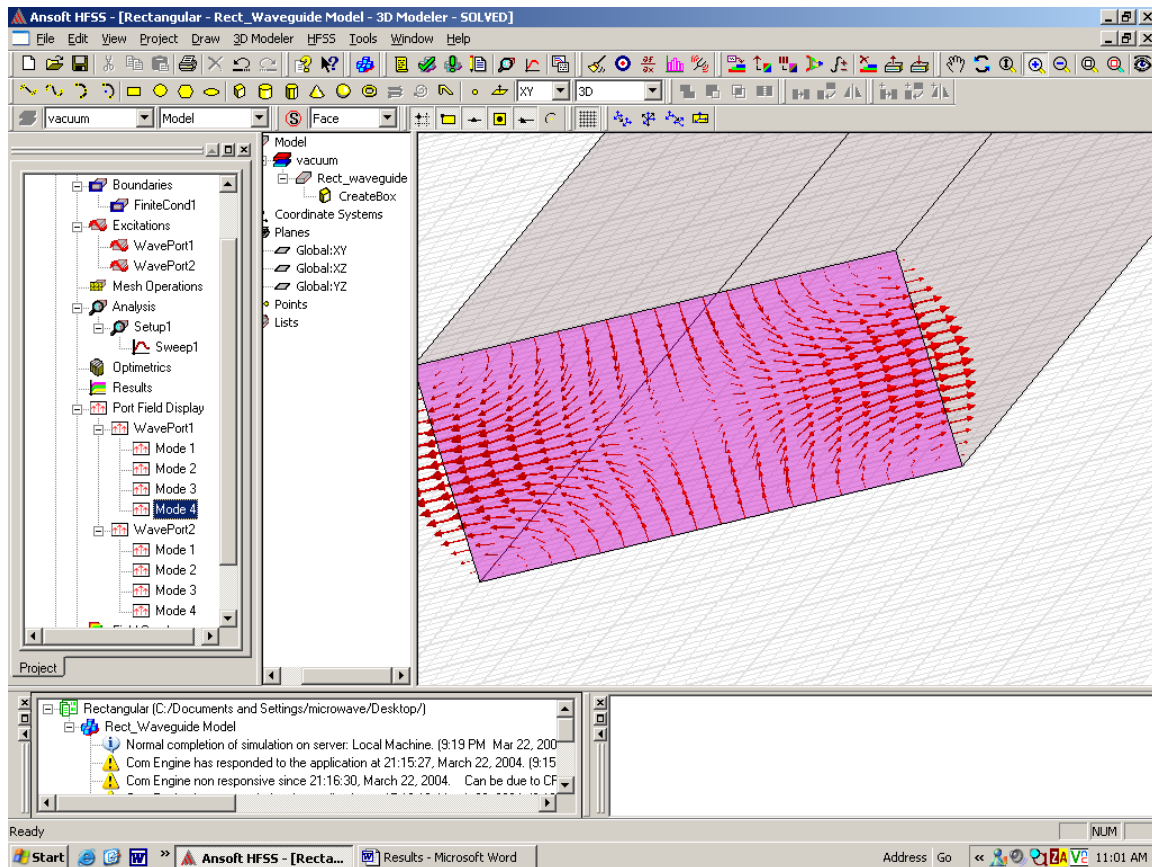 Ansoft HFSS - [Rectangular - Rect_Waveguide Model - 3D Modeler - SOLVED]
File Edit View Project Draw 3D Modeler HFSS Tools Window Help
XY 3D
vacuum Model Face
Boundaries
FiniteCond1
Excitations
WavePort1
WavePort2
Mesh Operations
Analysis
Setup1
Sweep1
Optimetrics
Results
Port Field Display
WavePort1
Mode 1
Mode 2
Mode 3
Mode 4
WavePort2
Mode 1
Mode 2
Mode 3
Mode 4
Project
Model
vacuum
Rect_waveguide
CreateBox
Coordinate Systems
Planes
Global:XY
Global:XZ
Global:YZ
Points
Lists
Rectangular (C:/Documents and Settings/microwave/Desktop/)
Rect_Waveguide Model
Normal completion of simulation on server: Local Machine. (9:19 PM Mar 22, 200
Com Engine has responded to the application at 21:15:27, March 22, 2004. (9:15
Com Engine non responsive since 21:16:30, March 22, 2004. Can be due to CF
Ready
NUM
Start » Ansoft HFSS - [Recta... Results - Microsoft Word Address Go « 11:01 AM